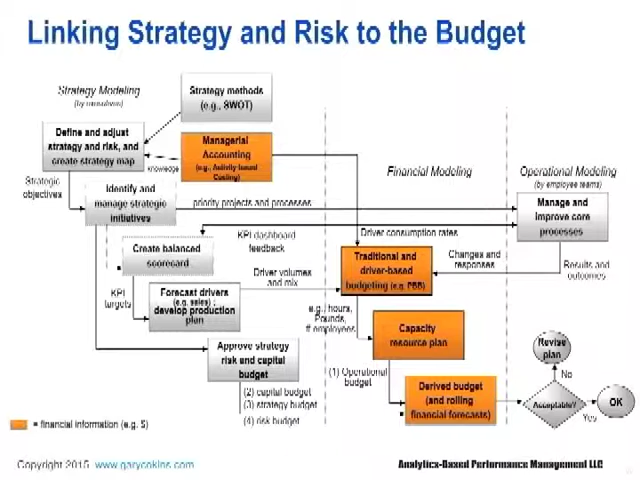 Linking Strategy and Risk to the Budget
Strategy Modeling
(by executives)
Strategy methods
(e.g., SWOT)
Define and adjust
strategy and risk, and
create strategy map
Managerial
Accounting
(e.g., Activity based
Costing)
knowledge
Financial Modeling
Operational Modeling
(by employee teams)
Strategic
objectives
Identify and
manage strategic
initiatives
priority projects and processes
Manage and
improve core
processes
KPI dashboard
feedback
Driver consumption rates
Create balanced
scorecard
Traditional and
driver-based
budgeting (e.g. PBB)
Changes and
responses
Results and
outcomes
Driver volumes
and mix
KPI
targets
Forecast drivers
(e.g. sales) ;
develop production
plan
e.g., hours,
Pounds,
# employees
Capacity
resource plan
Approve strategy
risk and capital
budget
Revise
plan
No
(1) Operational
budget
Derived budget
(and rolling
financial forecasts)
Acceptable?
OK
Yes
(2) capital budget
(3) strategy budget
(4) risk budget
= financial information (e.g. $)
Copyright 2015 www.garycokins.com
Analytics-Based Performance Management LLC